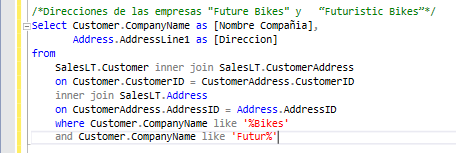 /*Direcciones de las empresas "Future Bikes" y   “Futuristic Bikes”*/
Select Customer.CompanyName as [Nombre Compañia],
Address.AddressLine1 as [Direccion]
from
SalesLT.Customer inner join SalesLT.CustomerAddress
on Customer.CustomerID = CustomerAddress.CustomerID
inner join SalesLT.Address
on CustomerAddress.AddressID = Address.AddressID
where Customer.CompanyName like '%Bikes'
and Customer.CompanyName like 'Futur%'